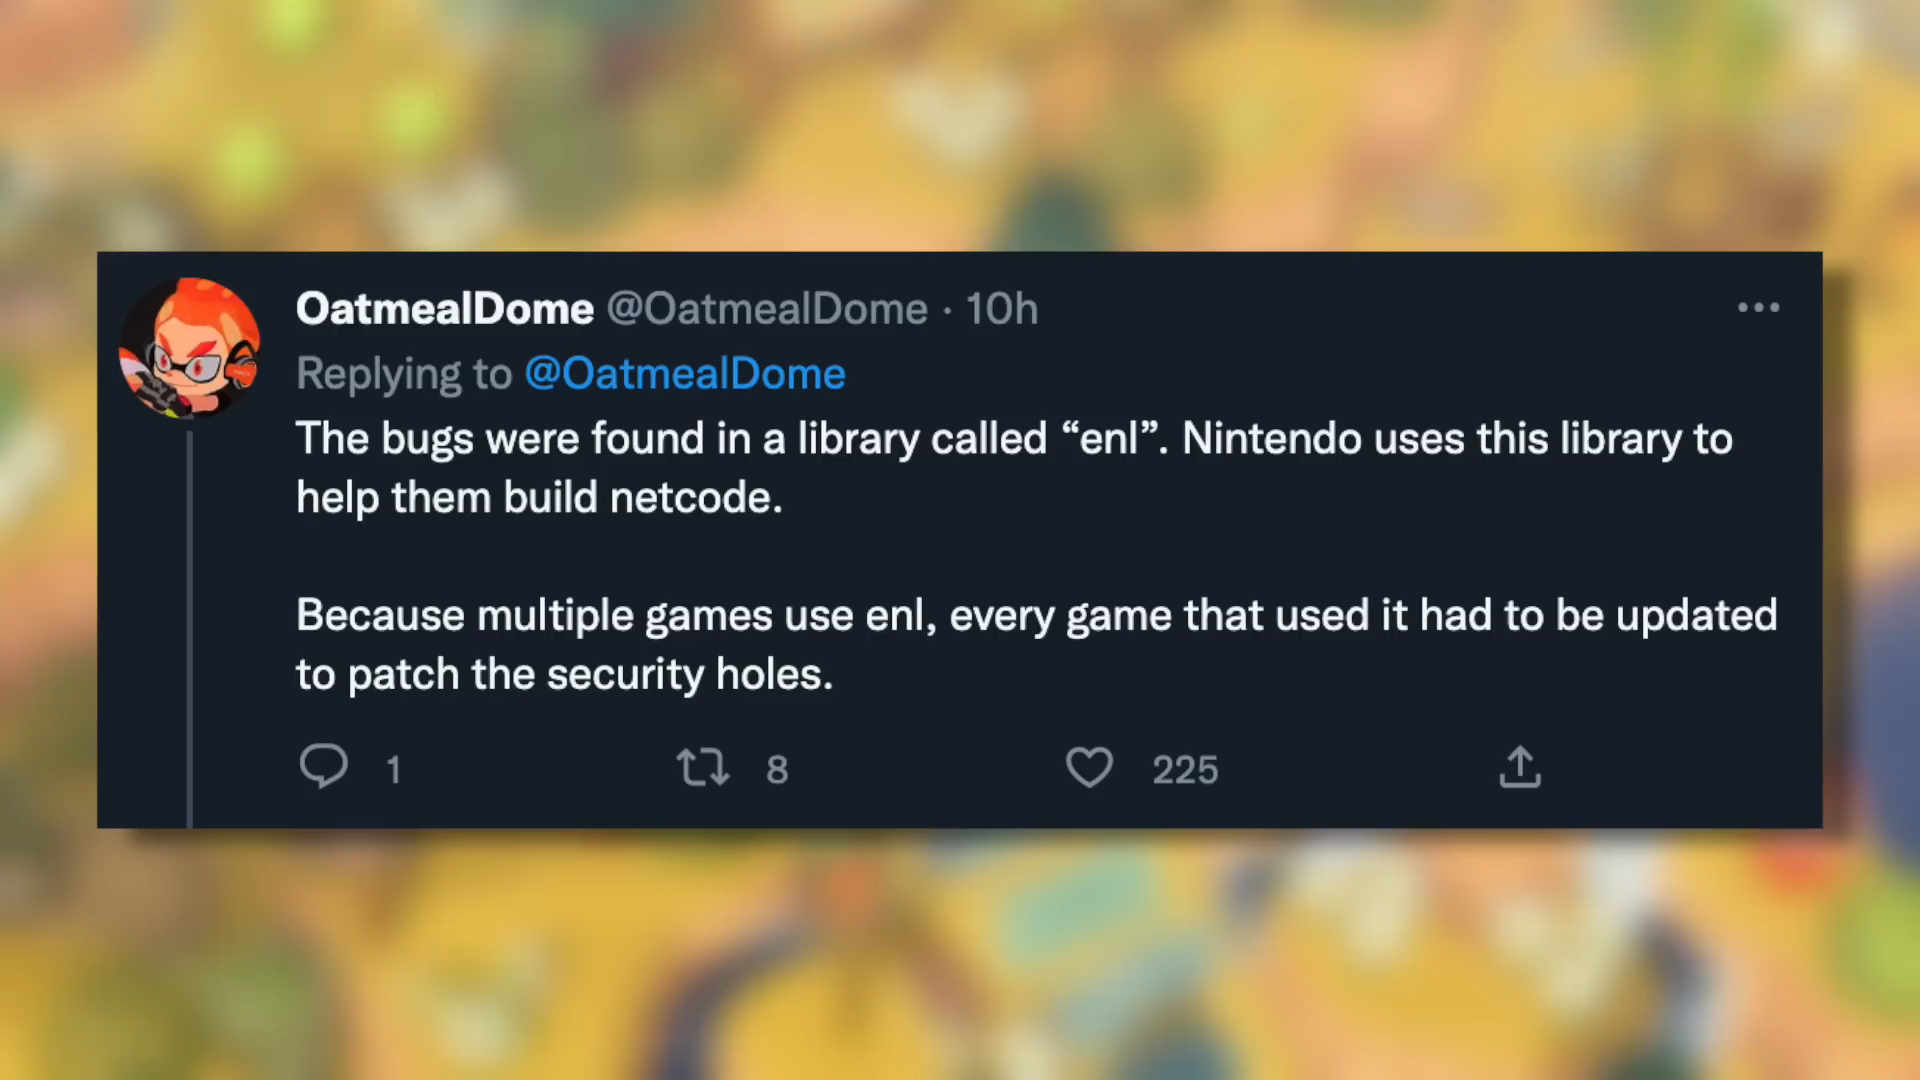 OatmealDome @OatmealDome · 10h
Replying to @OatmealDome
The bugs were found in a library called “enl”. Nintendo uses this library to
help them build netcode.
Because multiple games use enl, every game that used it had to be updated
to patch the security holes.
1 8 225